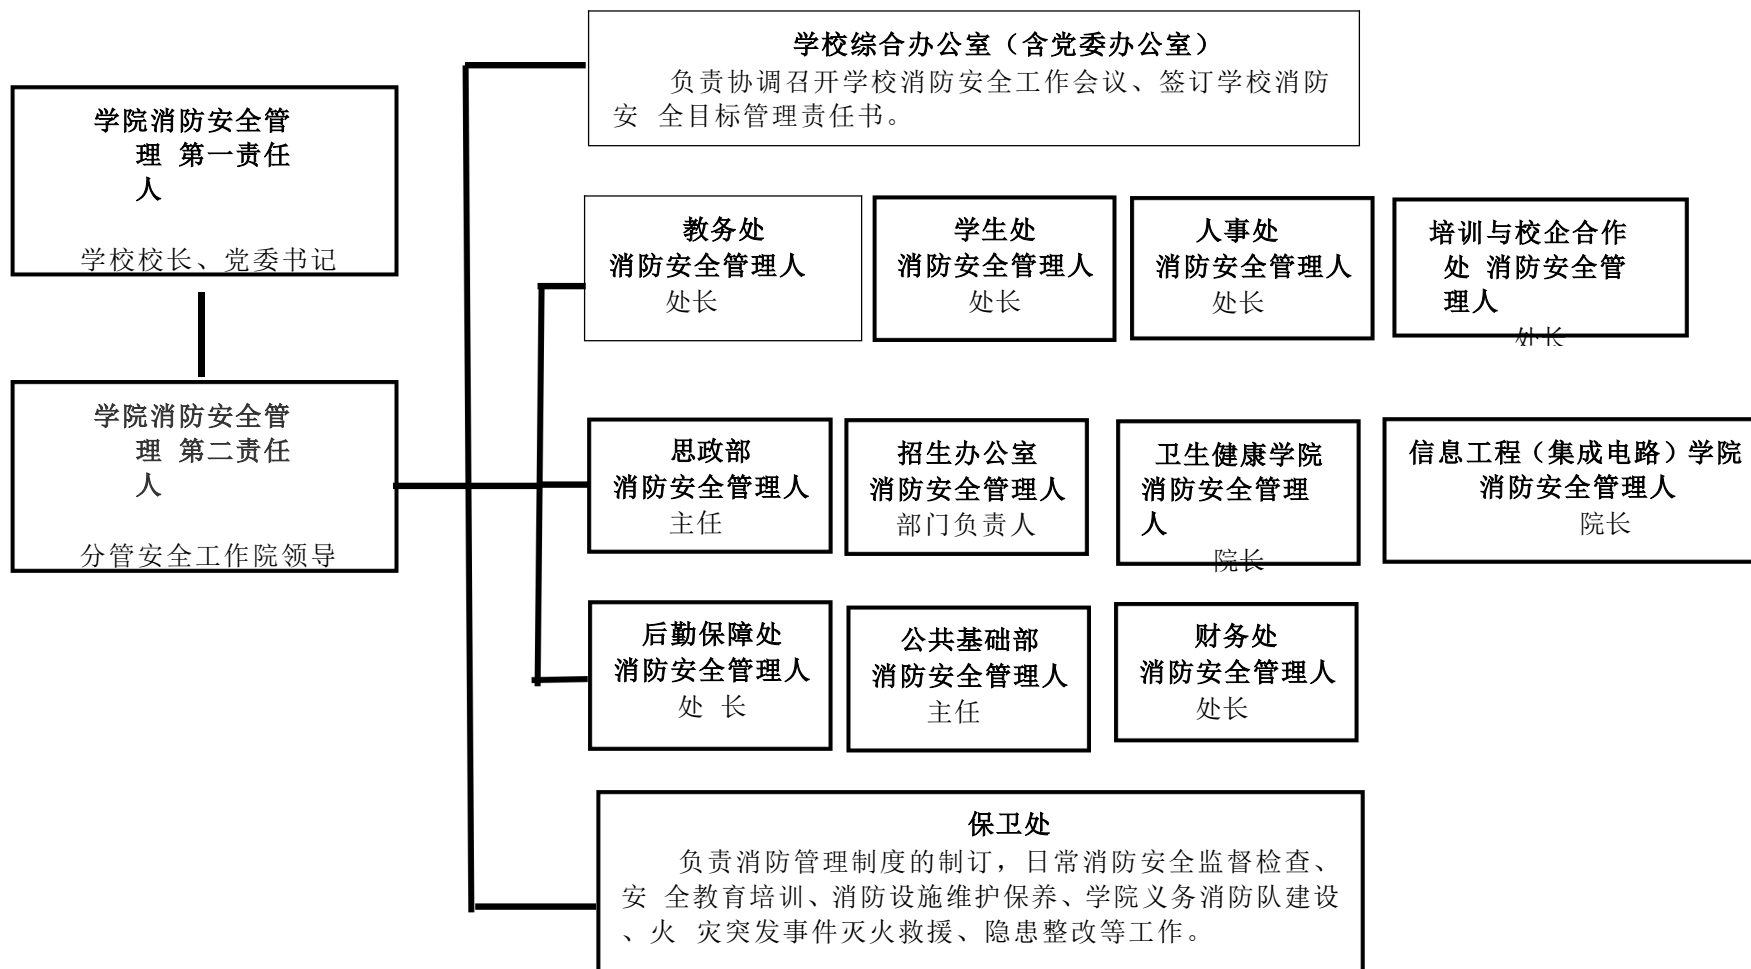 学校综合办公室（含党委办公室）
负责协调召开学校消防安全工作会议、签订学校消防
安 全目标管理责任书。
学院消防安全管
理 第一责任
人
学校校长、党委书记
教务处
消防安全管理人
处长
学生处
消防安全管理人
处长
人事处
消防安全管理人
处长
培训与校企合作
处 消防安全管
理人
处长
学院消防安全管
理 第二责任
人
分管安全工作院领导
思政部
消防安全管理人
主任
招生办公室
消防安全管理人
部门负责人
卫生健康学院
消防安全管理
人
院长
信息工程（集成电路）学院
消防安全管理人
院长
后勤保障处
消防安全管理人
处 长
公共基础部
消防安全管理人
主任
财务处
消防安全管理人
处长
保卫处
负责消防管理制度的制订，日常消防安全监督检查、
安 全教育培训、消防设施维护保养、学院义务消防队建设
、火 灾突发事件灭火救援、隐患整改等工作。